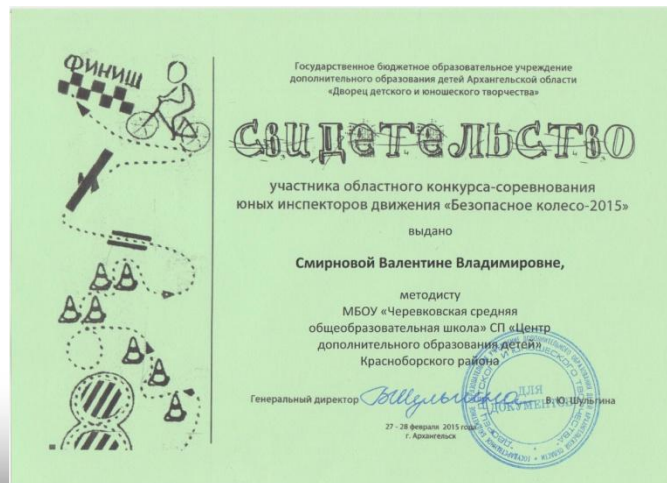 ФИНИШ
Государственное бюджетное образовательное учреждение
дополнительного образования детей Архангельской области
«Дворец детского и юношеского творчества»
СВИДЕТЕЛЬСТВО
участника областного конкурса-соревнования
юных инспекторов движения «Безопасное колесо-2015»
выдано
Смирновой Валентине Владимировне,
методисту
МБОУ «Черевковская средняя
общеобразовательная школа» СП «Центр
дополнительного образования детей»
Красноборского района
Генеральный директор В. Ю. Шульгина
ДЛЯ
ДОКУМЕНТОВ
27 - 28 февраля 2015 года
г. Архангельск